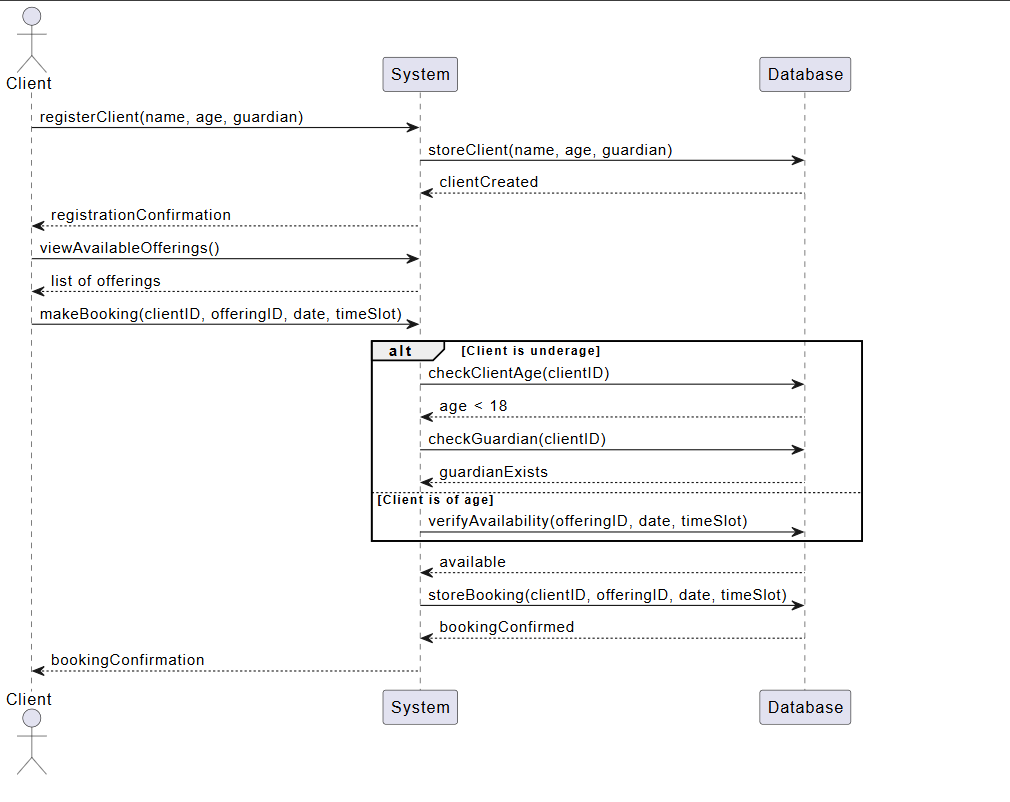 Client
System
Database
registerClient(name, age, guardian)
storeClient(name, age, guardian)
clientCreated
registrationConfirmation
viewAvailableOfferings()
list of offerings
makeBooking(clientID, offeringID, date, timeSlot)
alt [Client is underage]
checkClientAge(clientID)
age < 18
checkGuardian(clientID)
guardianExists
[Client is of age]
verifyAvailability(offeringID, date, timeSlot)
available
storeBooking(clientID, offeringID, date, timeSlot)
bookingConfirmed
bookingConfirmation
Client
System
Database